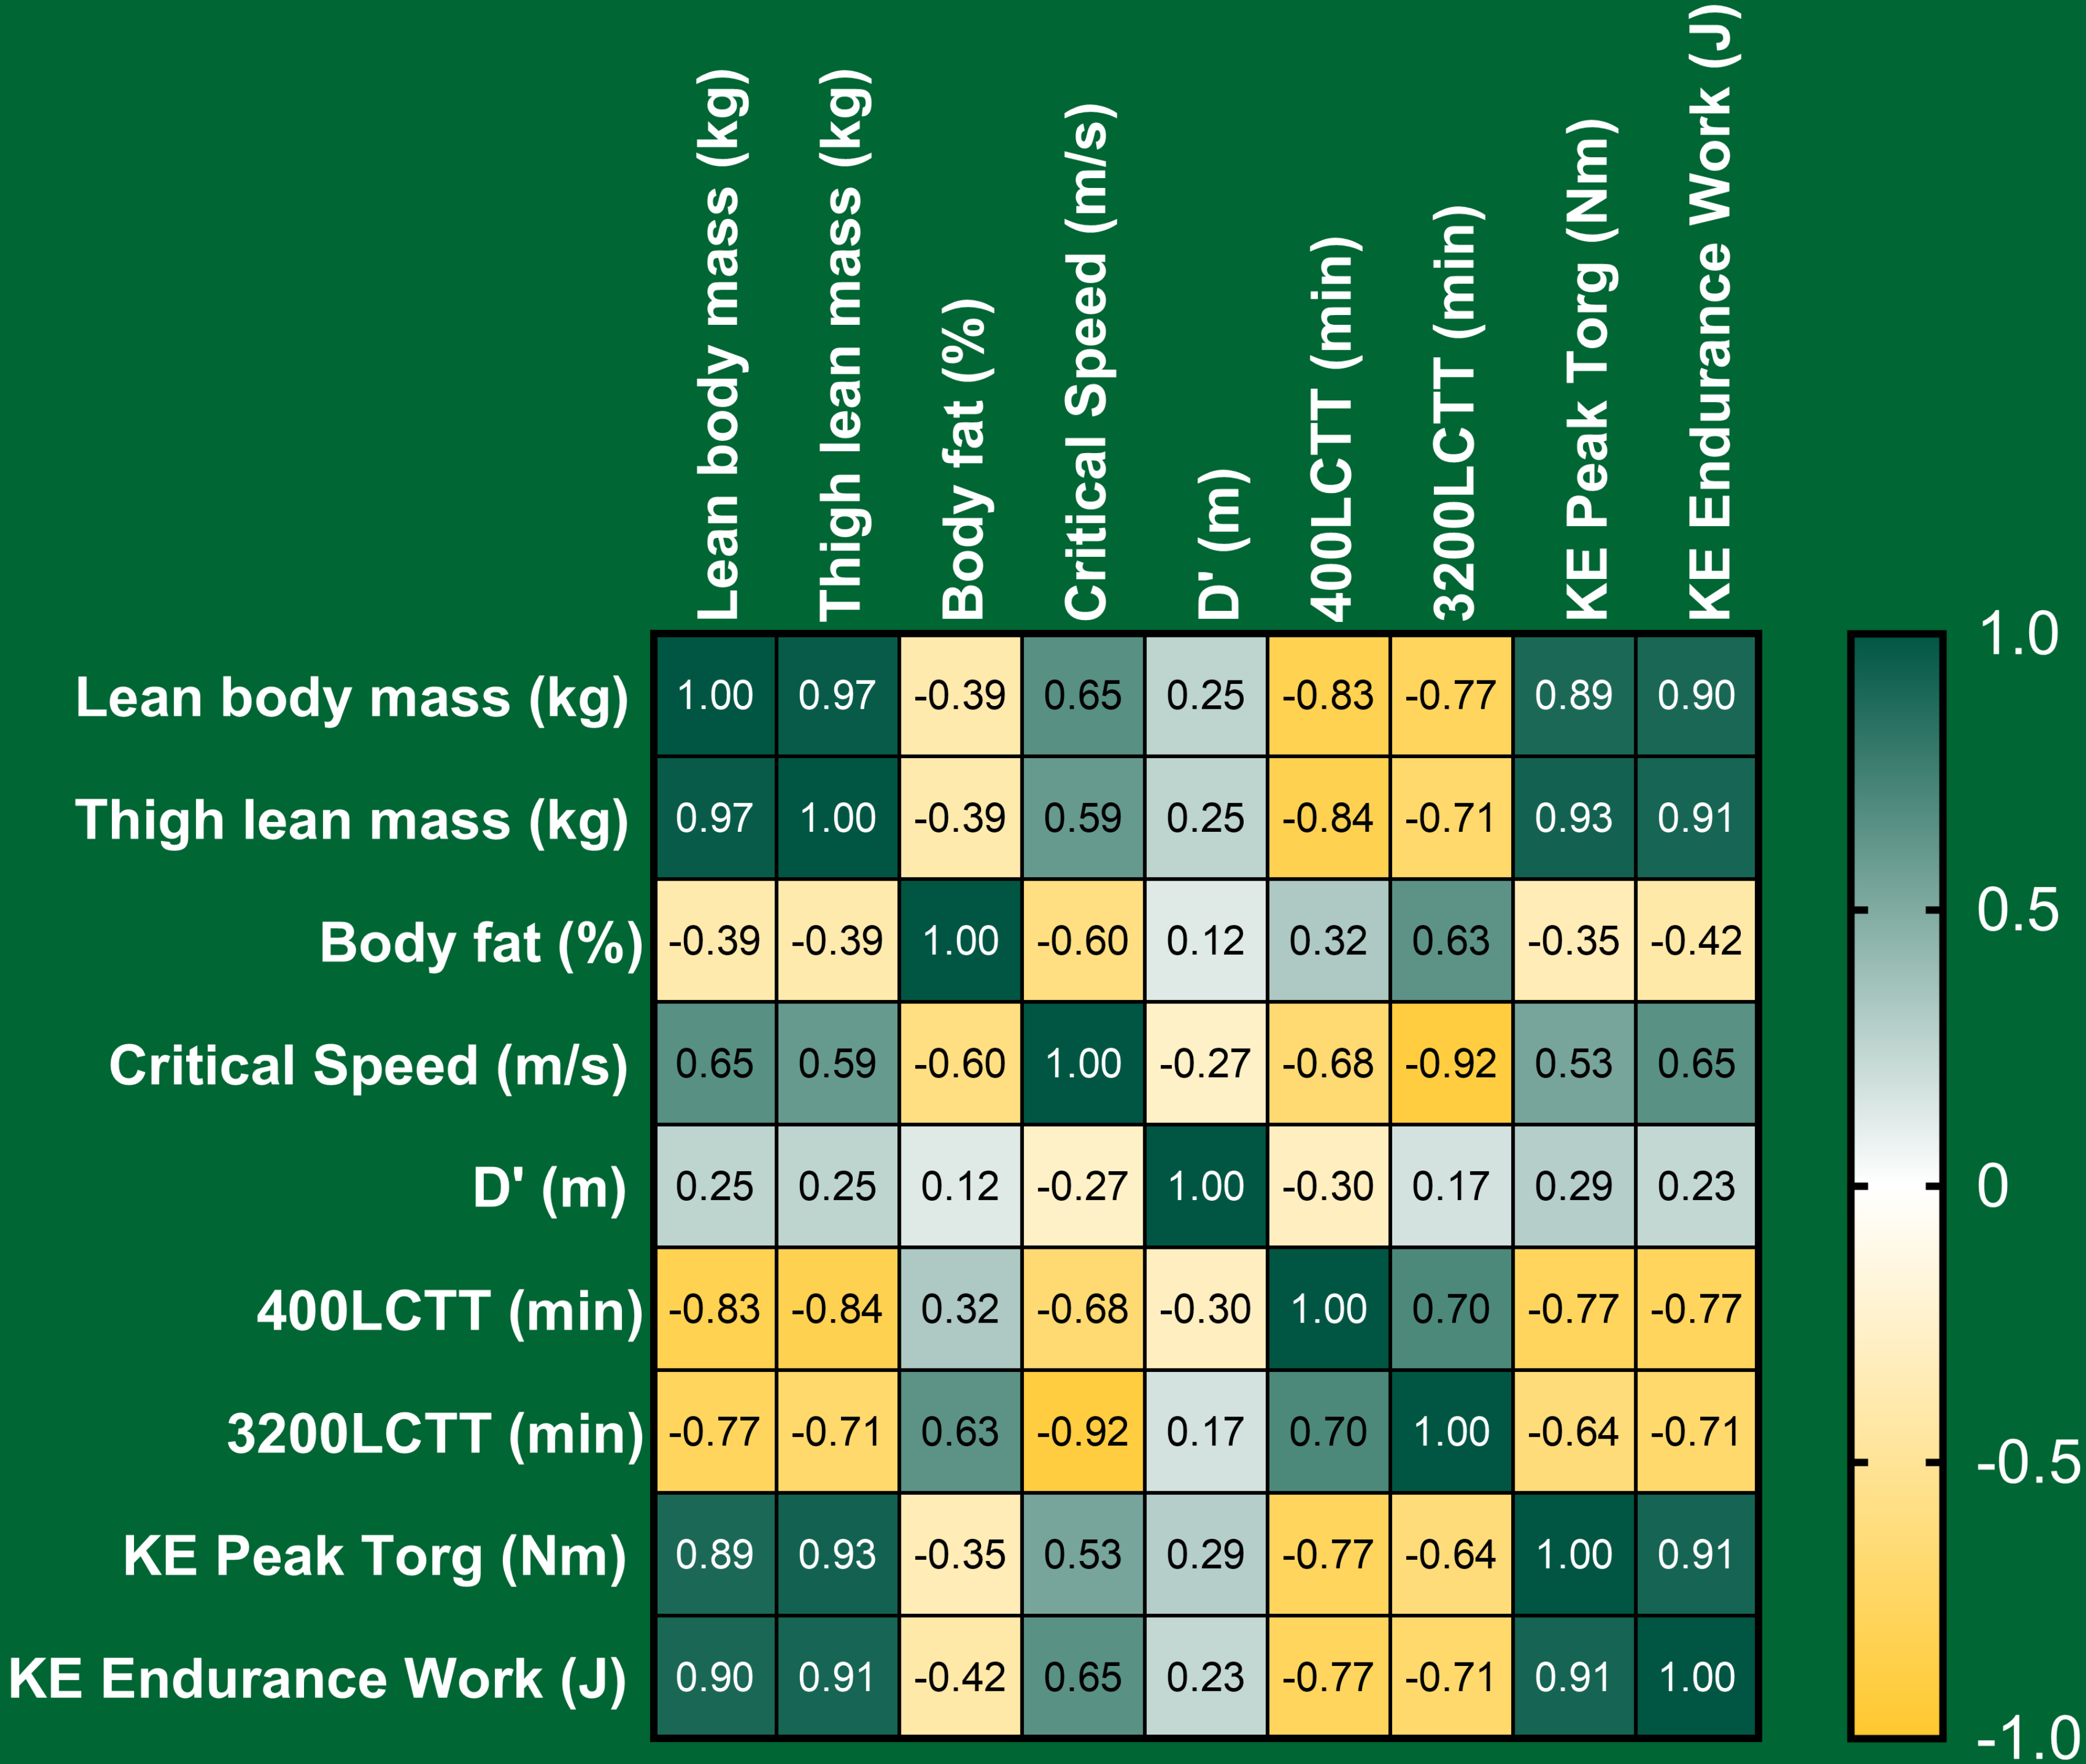 Lean body mass (kg)
Thigh lean mass (kg)
Body fat (%)
Critical Speed (m/s)
D' (m)
400LCTT (min)
3200LCTT (min)
KE Peak Torg (Nm)
KE Endurance Work (J)
Lean body mass (kg) 1.00 0.97 -0.39 0.65 0.25 -0.83 -0.77 0.89 0.90
Thigh lean mass (kg) 0.97 1.00 -0.39 0.59 0.25 -0.84 -0.71 0.93 0.91
Body fat (%) -0.39 -0.39 1.00 -0.60 0.12 0.32 0.63 -0.35 -0.42
Critical Speed (m/s) 0.65 0.59 -0.60 1.00 -0.27 -0.68 -0.92 0.53 0.65
D' (m) 0.25 0.25 0.12 -0.27 1.00 -0.30 0.17 0.29 0.23
400LCTT (min) -0.83 -0.84 0.32 -0.68 -0.30 1.00 0.70 -0.77 -0.77
3200LCTT (min) -0.77 -0.71 0.63 -0.92 0.17 0.70 1.00 -0.64 -0.71
KE Peak Torg (Nm) 0.89 0.93 -0.35 0.53 0.29 -0.77 -0.64 1.00 0.91
KE Endurance Work (J) 0.90 0.91 -0.42 0.65 0.23 -0.77 -0.71 0.91 1.00
1.0
0.5
0
-0.5
-1.0